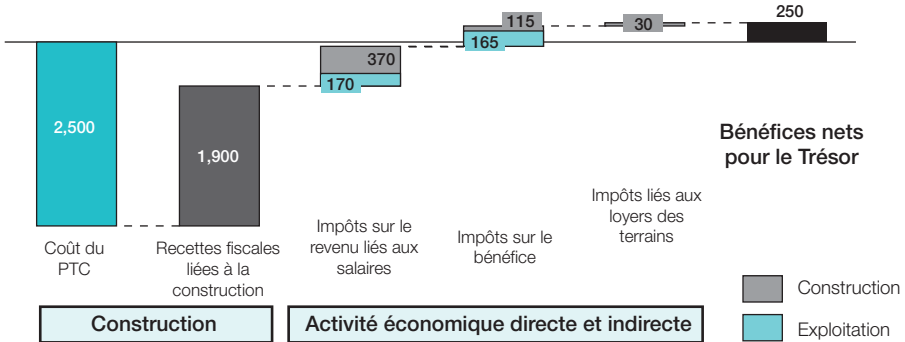 115
250
30
165
370
170
2,500
1,900
Bénéfices nets
pour le Trésor
Coût du
PTC
Recettes fiscales
liées à la
construction
Impôts sur le
revenu liés aux
salaires
Impôts sur le
bénéfice
Impôts liés aux
loyers des
terrains
Construction
Exploitation
Construction
Activité économique directe et indirecte